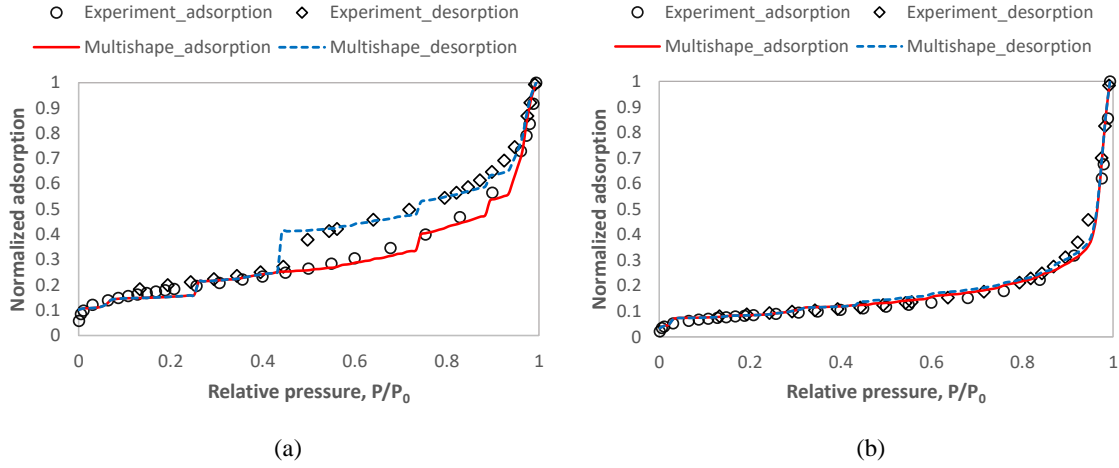 Experiment_adsorption Experiment_desorption
Multishape_adsorption Multishape_desorption
1
0.9
0.8
0.7
0.6
0.5
0.4
0.3
0.2
0.1
0
0 0.2 0.4 0.6 0.8 1
Normalized adsorption
Relative pressure, P/P0
(a)
Experiment_adsorption Experiment_desorption
Multishape_adsorption Multishape_desorption
1
0.9
0.8
0.7
0.6
0.5
0.4
0.3
0.2
0.1
0
0 0.2 0.4 0.6 0.8 1
Normalized adsorption
Relative pressure, P/P0
(b)